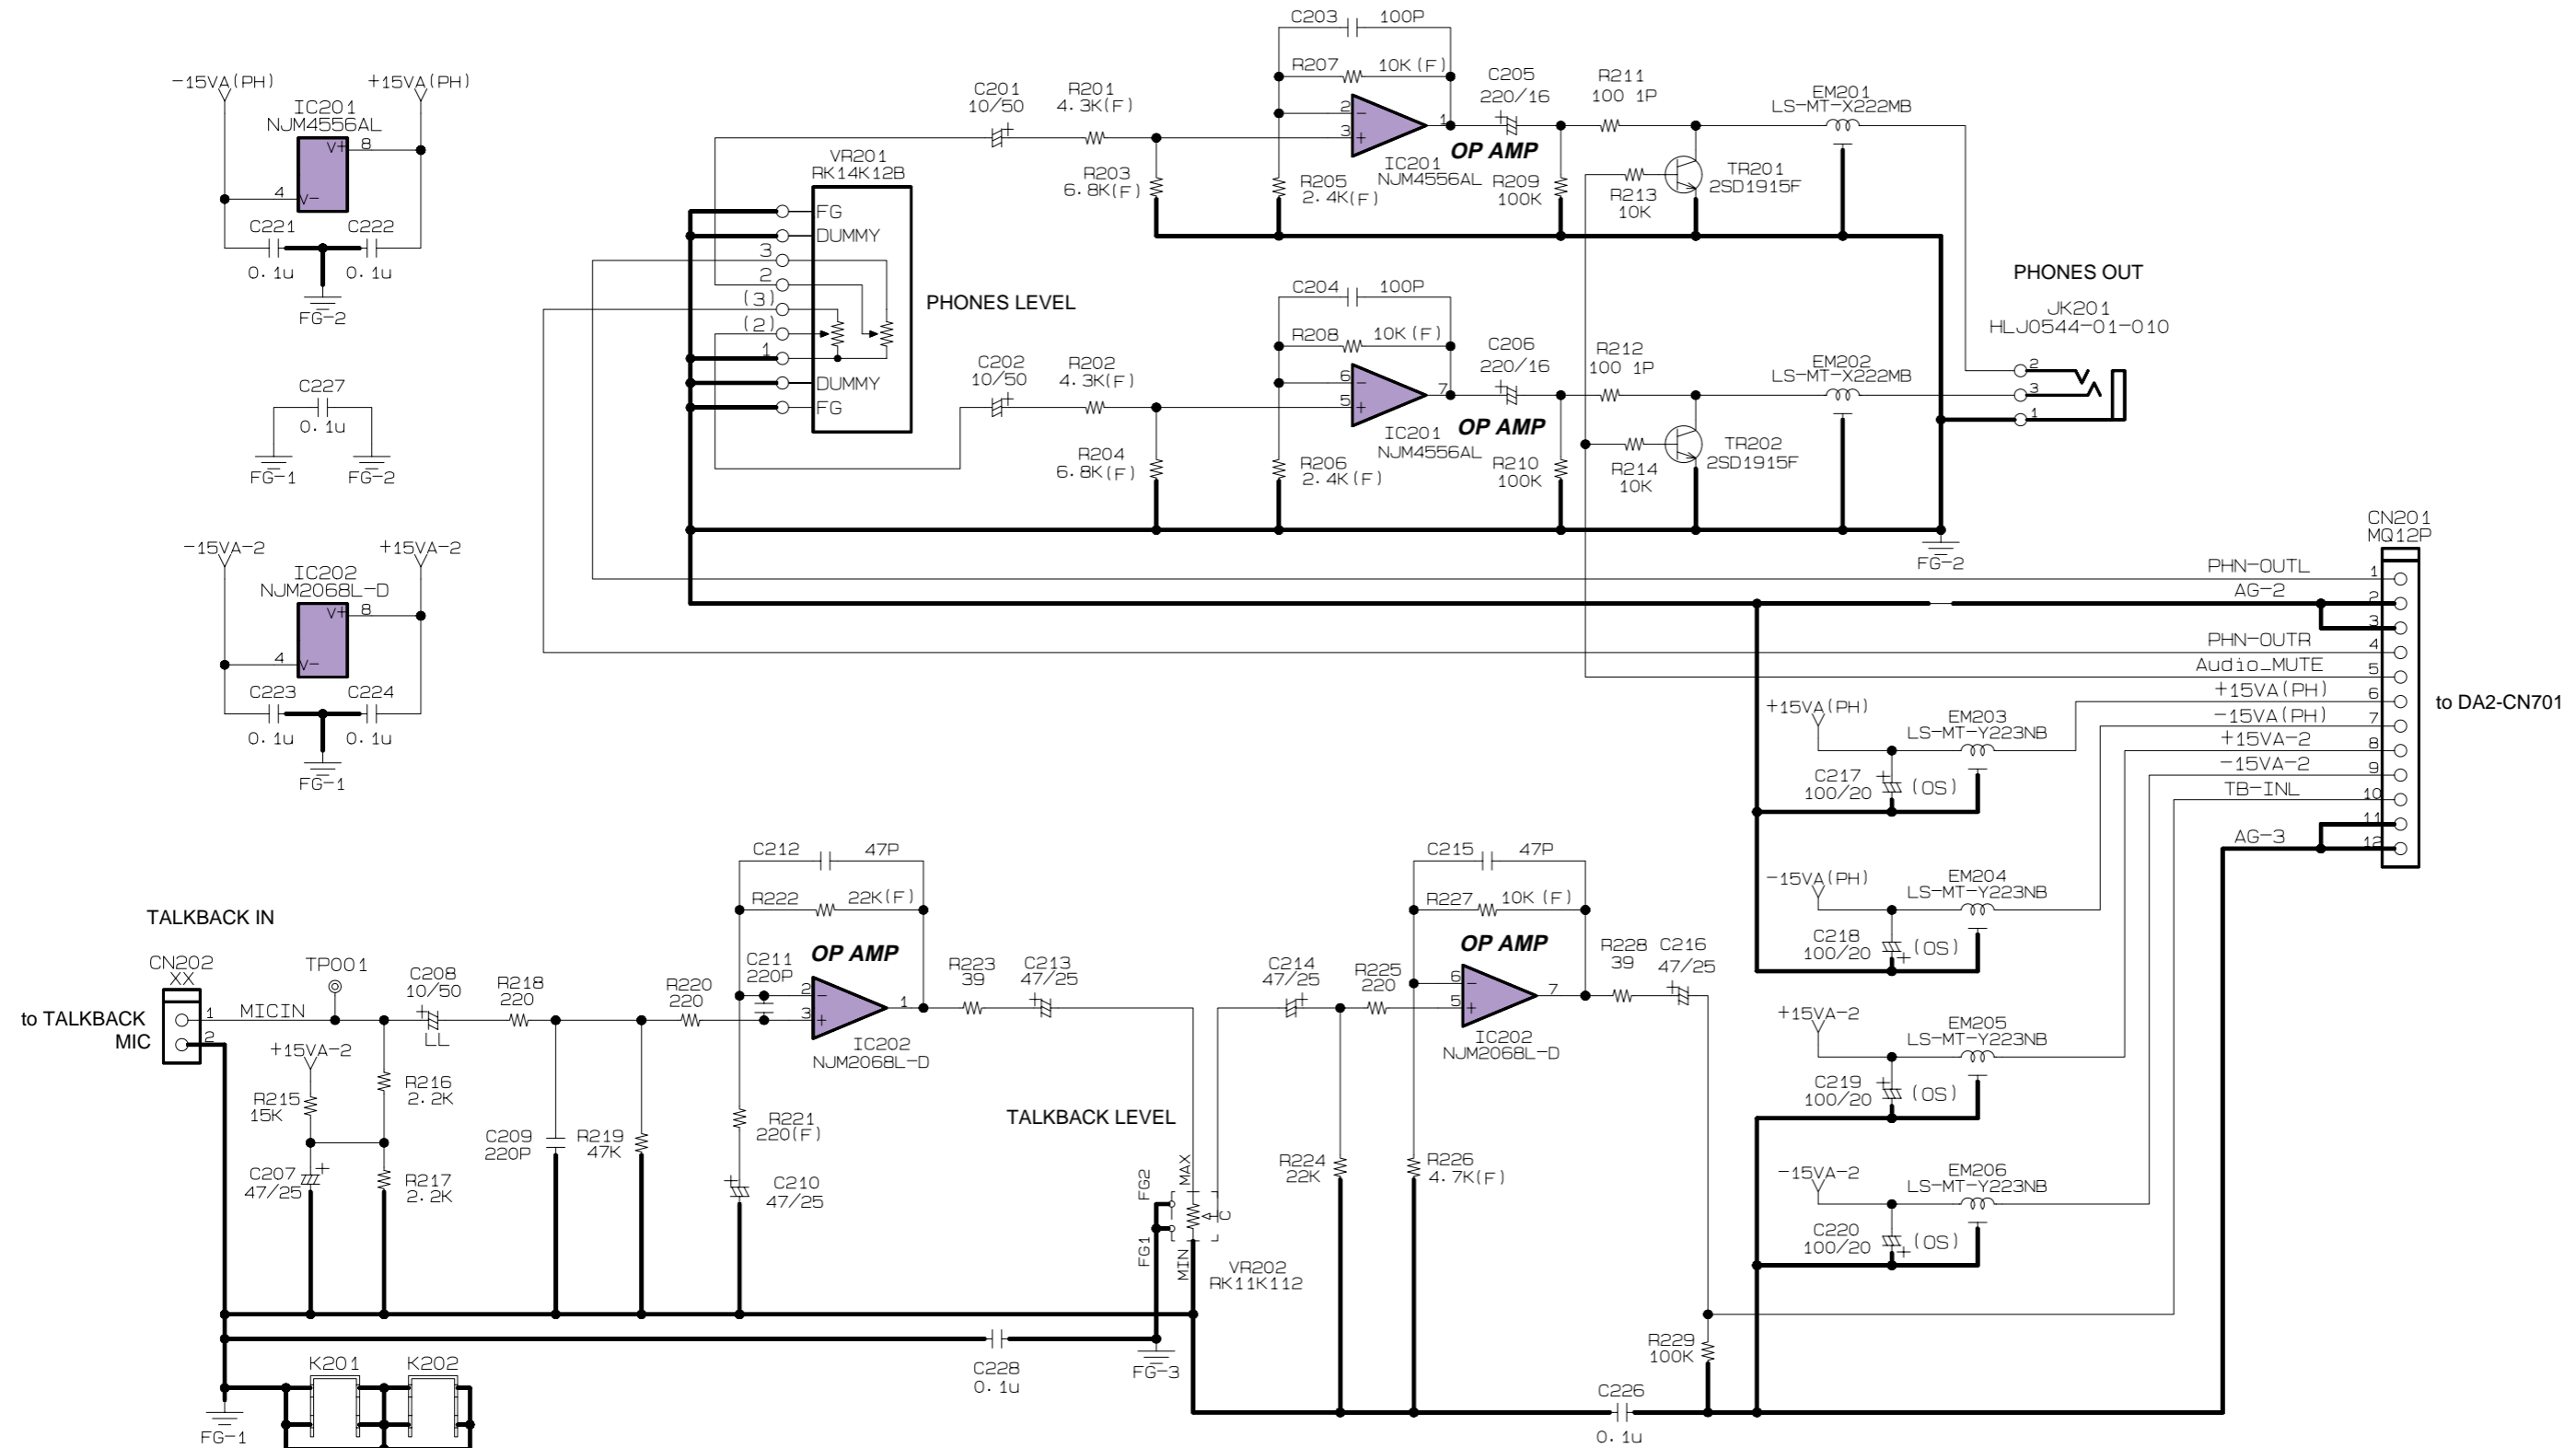 -15VA(PH)
+15VA(PH)
IC201
NJM4556AL
V+
8
4
V-
C221
C222
0.1u
0.1u
FG-2
C227
0.1u
FG-1
FG-2
-15VA-2
+15VA-2
IC202
NJM2068L-D
V+
8
4
V-
C223
C224
0.1u
0.1u
FG-1
VR201
RK14K12B
FG
DUMMY
3
2
(3)
(2)
1
DUMMY
FG
PHONES LEVEL
C201
10/50
R201
4.3K(F)
R203
6.8K(F)
C203
100P
R207
10K(F)
2
3
1
OP AMP
IC201
NJM4556AL
R205
2.4K(F)
C205
220/16
R209
100K
R211
100 1P
R213
10K
TR201
2SD1915F
EM201
LS-MT-X222MB
C202
10/50
R202
4.3K(F)
R204
6.8K(F)
C204
100P
R208
10K(F)
6
5
7
OP AMP
IC201
NJM4556AL
R206
2.4K(F)
C206
220/16
R210
100K
R212
100 1P
R214
10K
TR202
2SD1915F
EM202
LS-MT-X222MB
PHONES OUT
JK201
HLJ0544-01-010
2
3
1
FG-2
CN201
MQ12P
PHN-OUTL
1
AG-2
2
3
PHN-OUTR
4
Audio_MUTE
5
+15VA(PH)
6
-15VA(PH)
7
+15VA-2
8
-15VA-2
9
TB-INL
10
11
AG-3
12
to DA2-CN701
+15VA(PH)
EM203
LS-MT-Y223NB
C217
100/20
(OS)
-15VA(PH)
EM204
LS-MT-Y223NB
C218
100/20
(OS)
+15VA-2
EM205
LS-MT-Y223NB
C219
100/20
(OS)
-15VA-2
EM206
LS-MT-Y223NB
C220
100/20
(OS)
TALKBACK IN
CN202
XX
to TALKBACK
MIC
1
2
MICIN
TP001
+15VA-2
R215
15K
C207
47/25
R216
2.2K
R217
2.2K
C208
10/50
LL
R218
220
C209
220P
R219
47K
R220
220
C211
220P
C212
47P
R222
22K(F)
OP AMP
2
3
1
IC202
NJM2068L-D
R221
220(F)
C210
47/25
R223
39
C213
47/25
TALKBACK LEVEL
FG2
MAX
C
FG1
MIN
VR202
RK11K112
C214
47/25
R224
22K
R225
220
C215
47P
R227
10K(F)
OP AMP
6
5
7
IC202
NJM2068L-D
R226
4.7K(F)
R228
39
C216
47/25
R229
100K
C226
0.1u
C228
0.1u
FG-3
K201
K202
FG-1